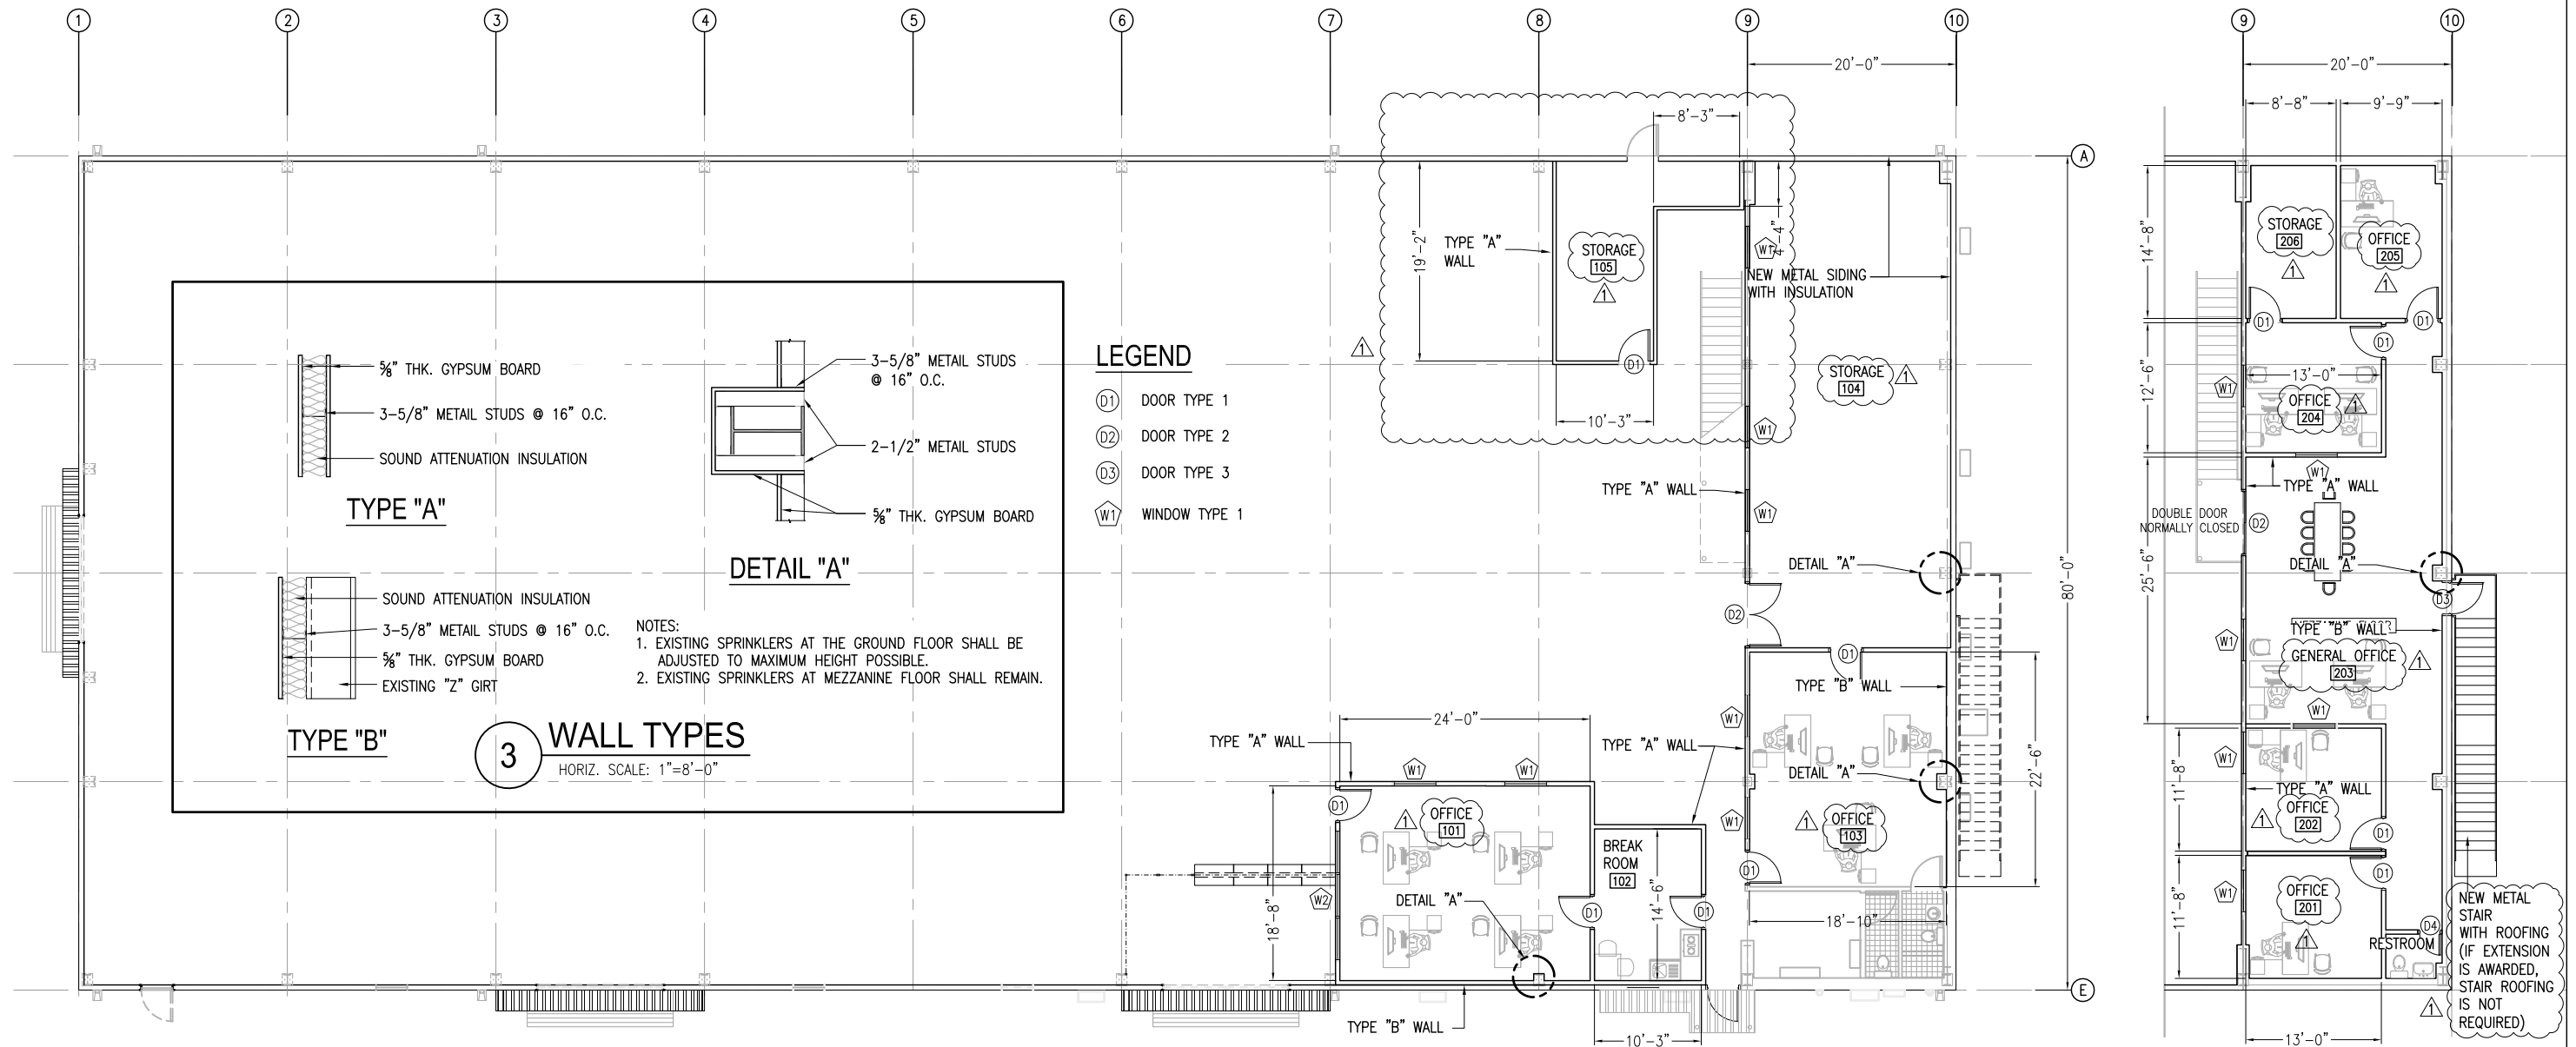 1 2 3 4 5 6 7 8 9 10
9 10
20'-0"
20'-0"
8'-3"
8'-8" 9'-9"
A
TYPE "A"
WALL
19'-2"
STORAGE
105
1
D1
10'-3"
1
W1
4'-4"
NEW METAL SIDING
WITH INSULATION
STORAGE
104
1
W1
W1
TYPE "A" WALL
DETAIL "A"
D2
80'-0"
D1
TYPE "B" WALL
W1
TYPE "A" WALL
DETAIL "A"
22'-6"
W1
1
OFFICE
103
D1
18'-10"
E
⅝" THK. GYPSUM BOARD
3-5/8" METAIL STUDS @ 16" O.C.
SOUND ATTENUATION INSULATION
TYPE "A"
3-5/8" METAIL STUDS
@ 16" O.C.
2-1/2" METAIL STUDS
⅝" THK. GYPSUM BOARD
DETAIL "A"
SOUND ATTENUATION INSULATION
3-5/8" METAIL STUDS @ 16" O.C.
⅝" THK. GYPSUM BOARD
EXISTING "Z" GIRT
TYPE "B"
NOTES:
1. EXISTING SPRINKLERS AT THE GROUND FLOOR SHALL BE
ADJUSTED TO MAXIMUM HEIGHT POSSIBLE.
2. EXISTING SPRINKLERS AT MEZZANINE FLOOR SHALL REMAIN.
3 WALL TYPES
HORIZ. SCALE: 1"=8'-0"
LEGEND
D1 DOOR TYPE 1
D2 DOOR TYPE 2
D3 DOOR TYPE 3
W1 WINDOW TYPE 1
24'-0"
TYPE "A" WALL
W1 W1
D1
1
OFFICE
101
BREAK
ROOM
102
W2
18'-8"
DETAIL "A"
D1
14'-6"
D1
TYPE "B" WALL
10'-3"
14'-8"
STORAGE
206
1
OFFICE
205
1
D1 D1
D1
12'-6"
W1
13'-0"
OFFICE
204
1
W1
TYPE "A" WALL
DOUBLE DOOR
NORMALLY CLOSED
D2
DETAIL "A"
D3
25'-6"
TYPE "B" WALL
W1
GENERAL OFFICE
203
1
W1
W1
11'-8"
TYPE "A" WALL
OFFICE
202
1
D1
D1
W1
11'-8"
OFFICE
201
1
D4
RESTROOM
13'-0"
NEW METAL
STAIR
WITH ROOFING
(IF EXTENSION
IS AWARDED,
STAIR ROOFING
IS NOT
REQUIRED)
1